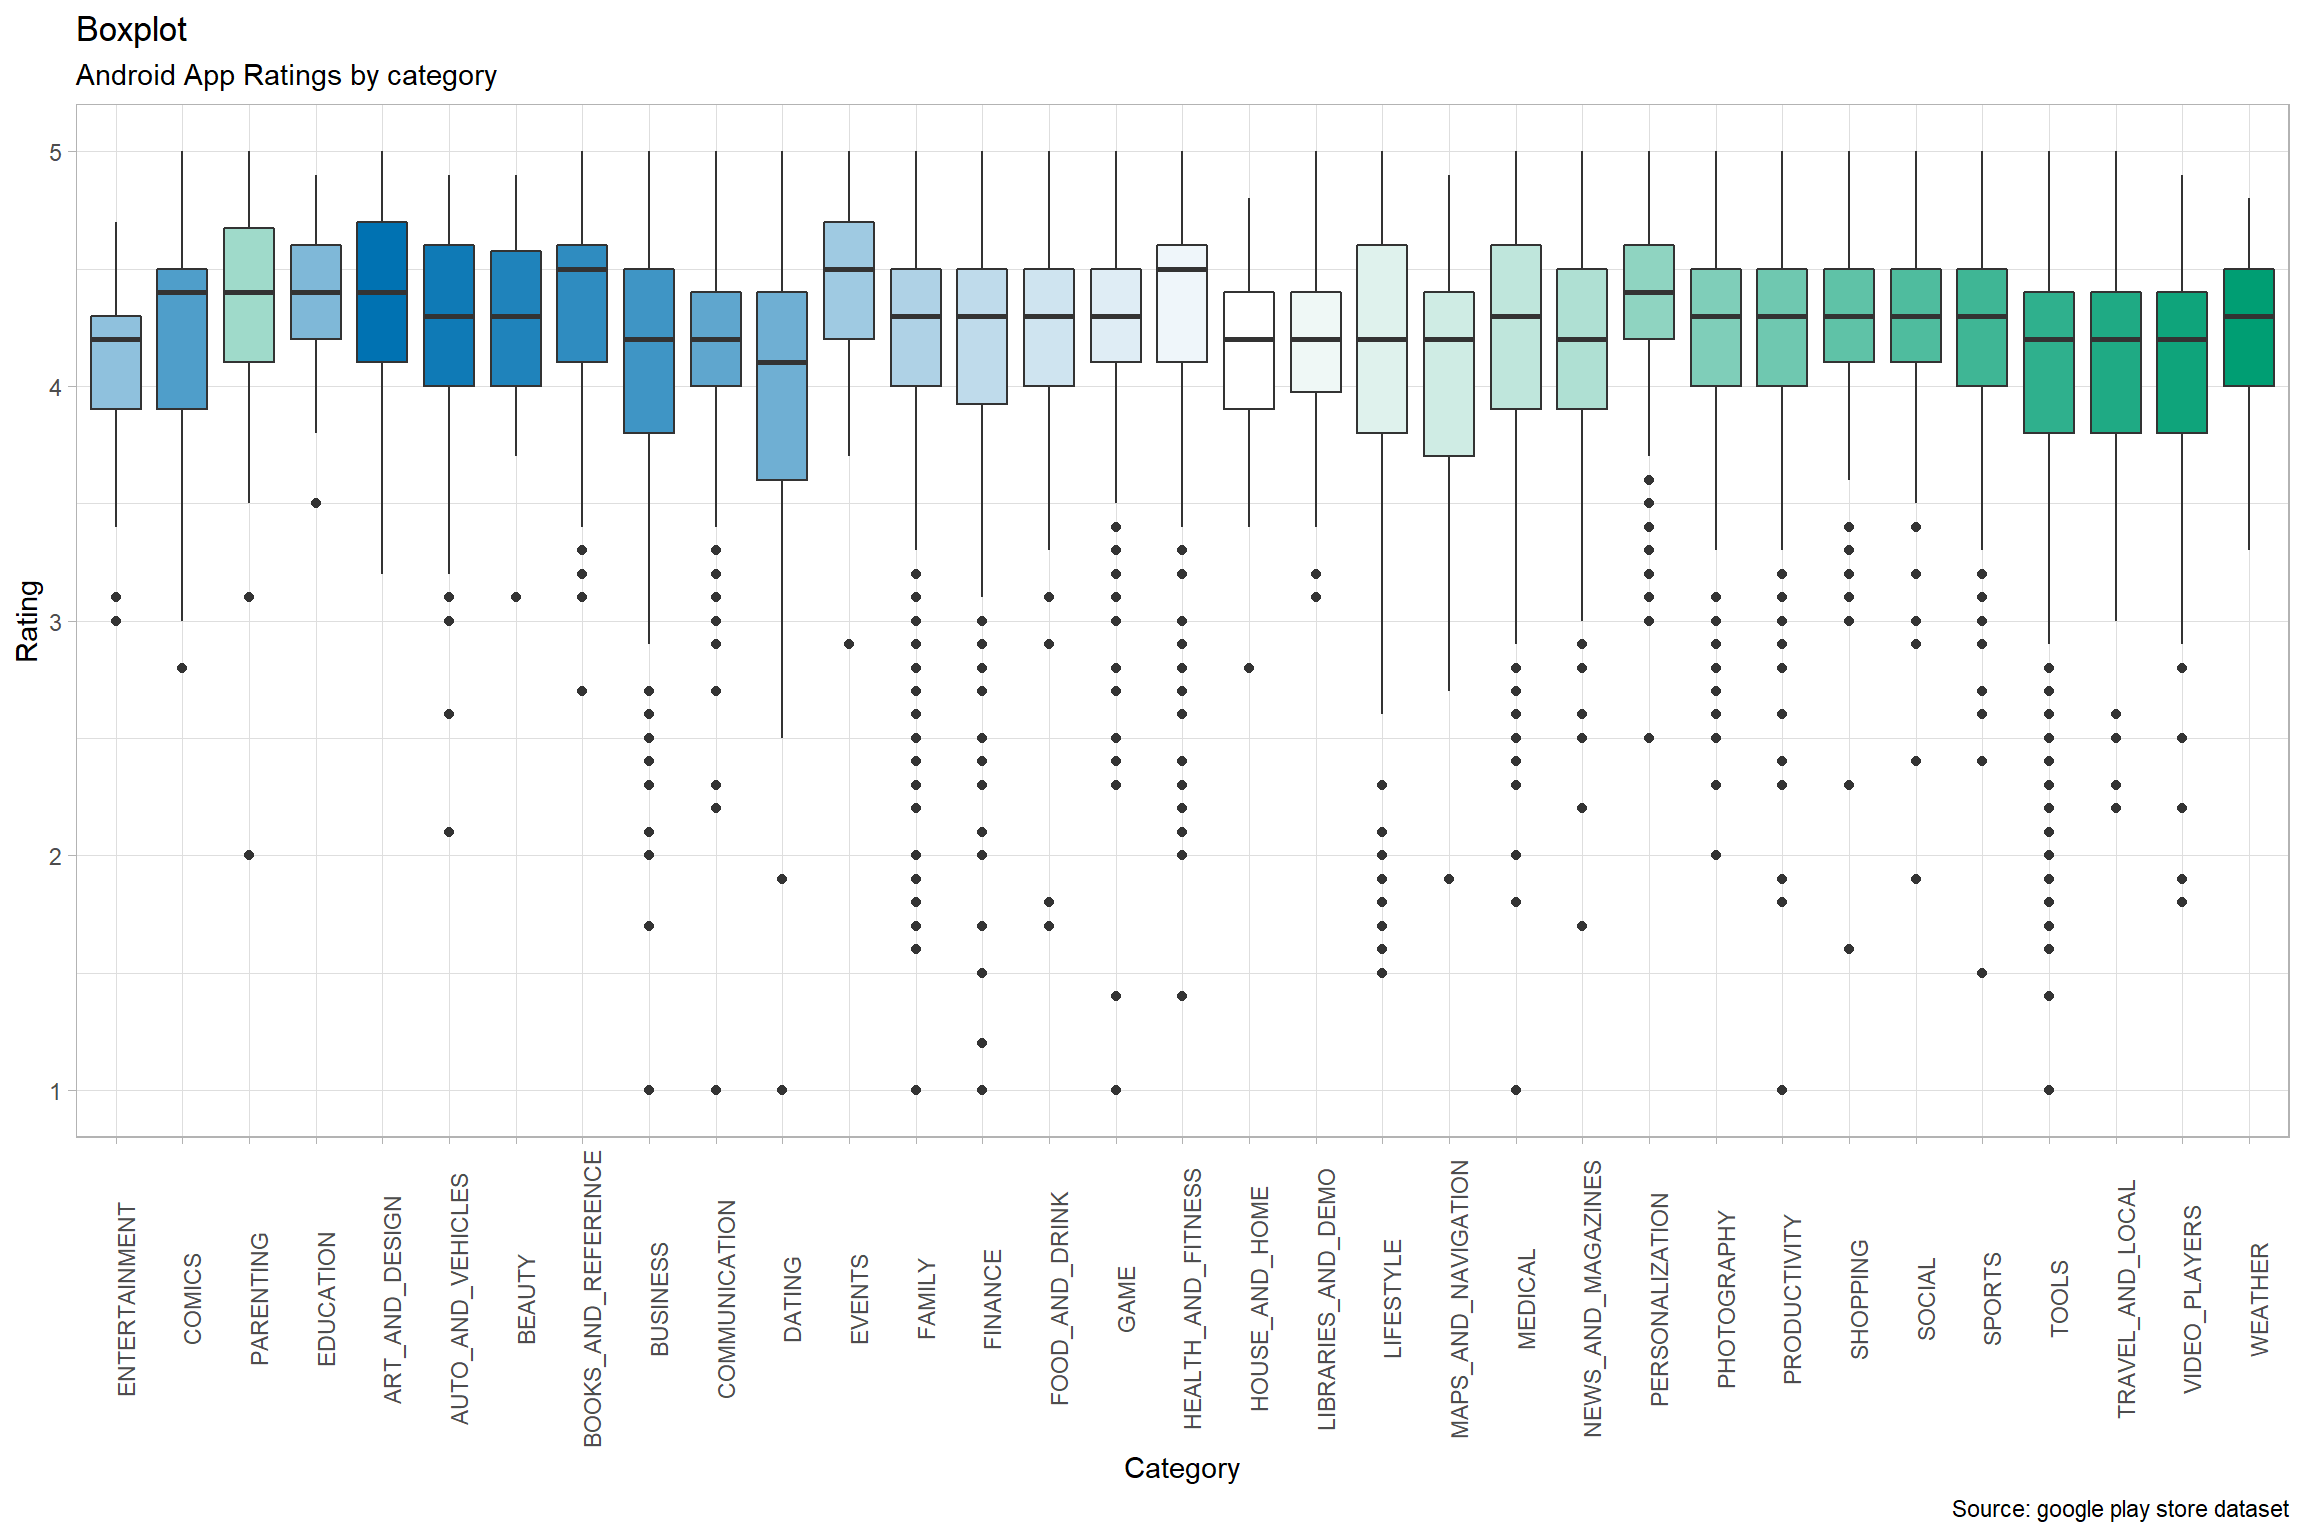 Boxplot
Android App Ratings by category
Rating
5
4
3
2
1
ENTERTAINMENT
COMICS
PARENTING
EDUCATION
ART_AND_DESIGN
AUTO_AND_VEHICLES
BEAUTY
BOOKS_AND_REFERENCE
BUSINESS
COMMUNICATION
DATING
EVENTS
FAMILY
FINANCE
FOOD_AND_DRINK
GAME
HEALTH_AND_FITNESS
HOUSE_AND_HOME
LIBRARIES_AND_DEMO
LIFESTYLE
MAPS_AND_NAVIGATION
MEDICAL
NEWS_AND_MAGAZINES
PERSONALIZATION
PHOTOGRAPHY
PRODUCTIVITY
SHOPPING
SOCIAL
SPORTS
TOOLS
TRAVEL_AND_LOCAL
VIDEO_PLAYERS
WEATHER
Category
Source: google play store dataset